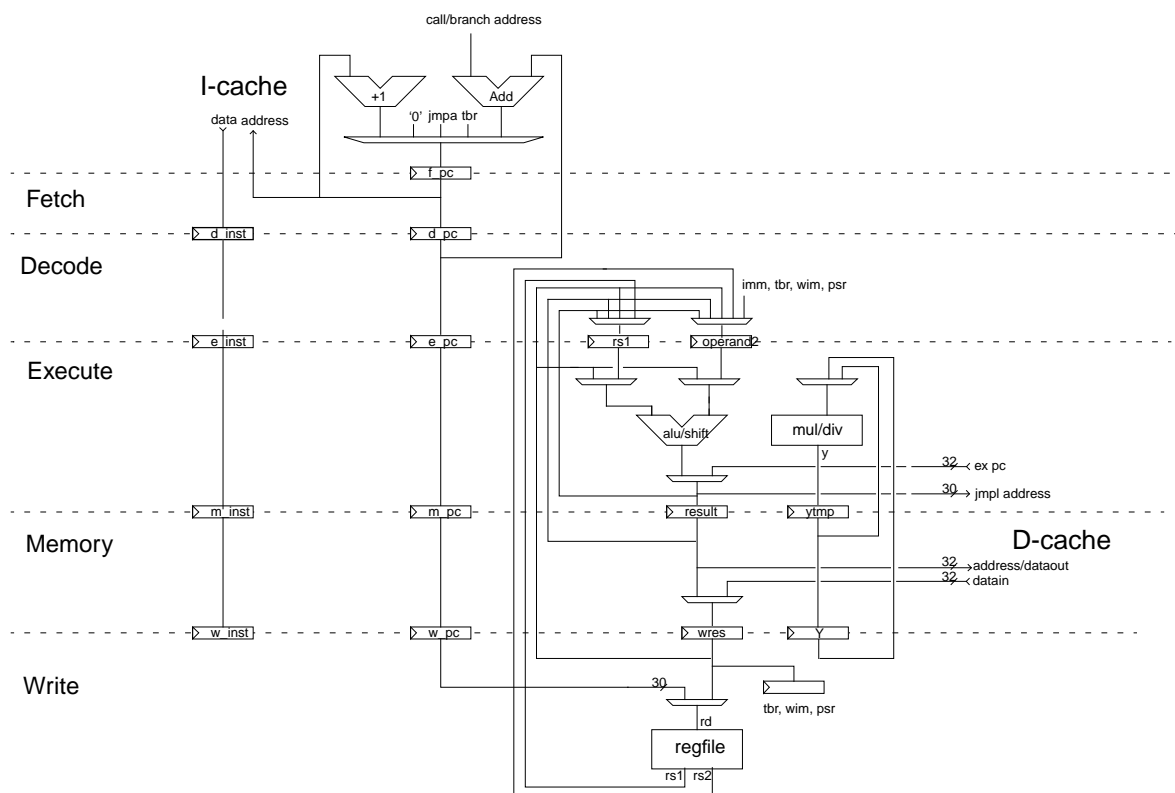 call/branch address
I-cache
+1
Add
data address
‘0’ jmpa tbr
f_pc
Fetch
d_inst
d_pc
Decode
imm, tbr, wim, psr
e_inst
e_pc
rs1
operand2
Execute
alu/shift
mul/div
y
32
ex pc
30
jmpl address
m_inst
m_pc
result
ytmp
Memory
D-cache
32
address/dataout
32
datain
w_inst
w_pc
wres
Y
Write
30
tbr, wim, psr
rd
regfile
rs1 rs2